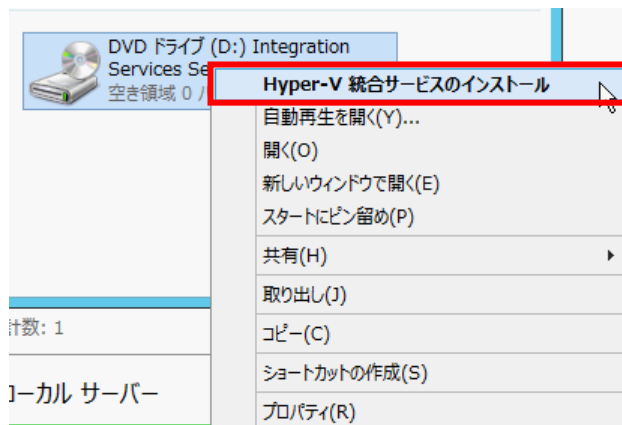 DVD ドライブ (D:) Integration
Services Se
空き領域 0 バ
Hyper-V 統合サービスのインストール
自動再生を開く(Y)...
開く(O)
新しいウィンドウで開く(E)
スタートにピン留め(P)
共有(H)
取り出し(J)
コピー(C)
ショートカットの作成(S)
プロパティ(R)
計数: 1
ローカル サーバー